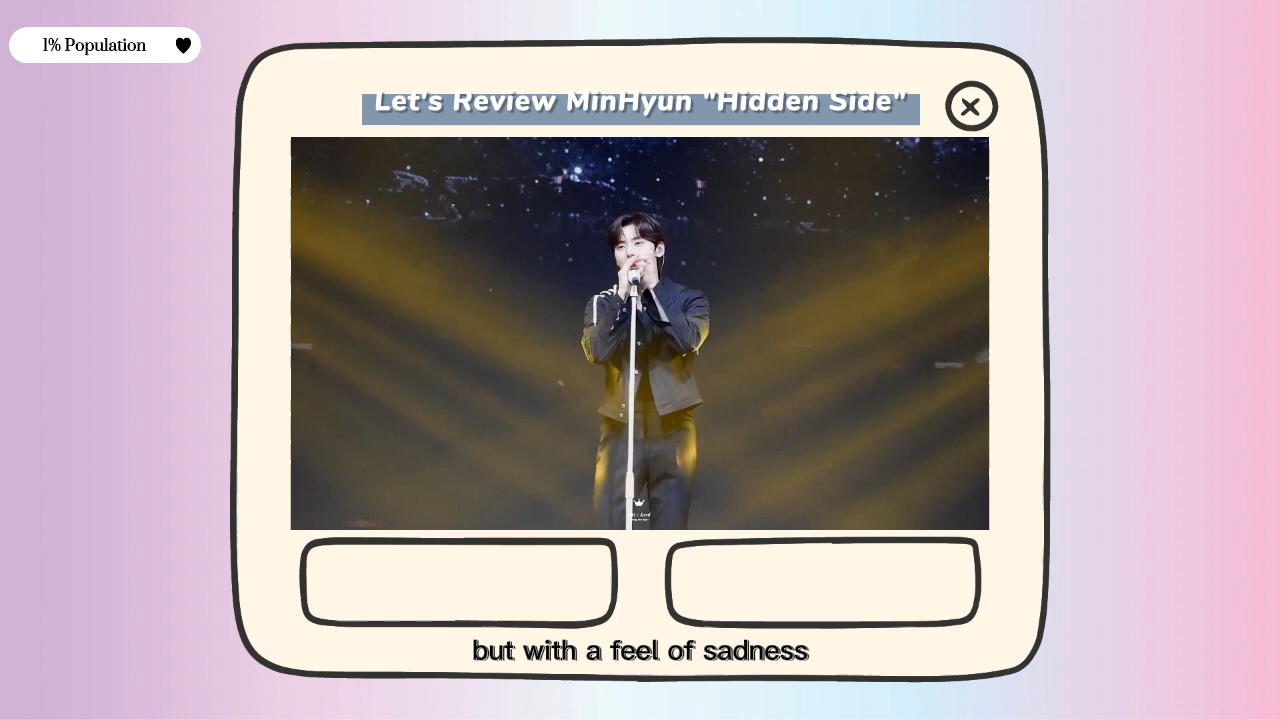 1% Population
Let's Review MinHyun "Hidden Side"
but with a feel of sadness